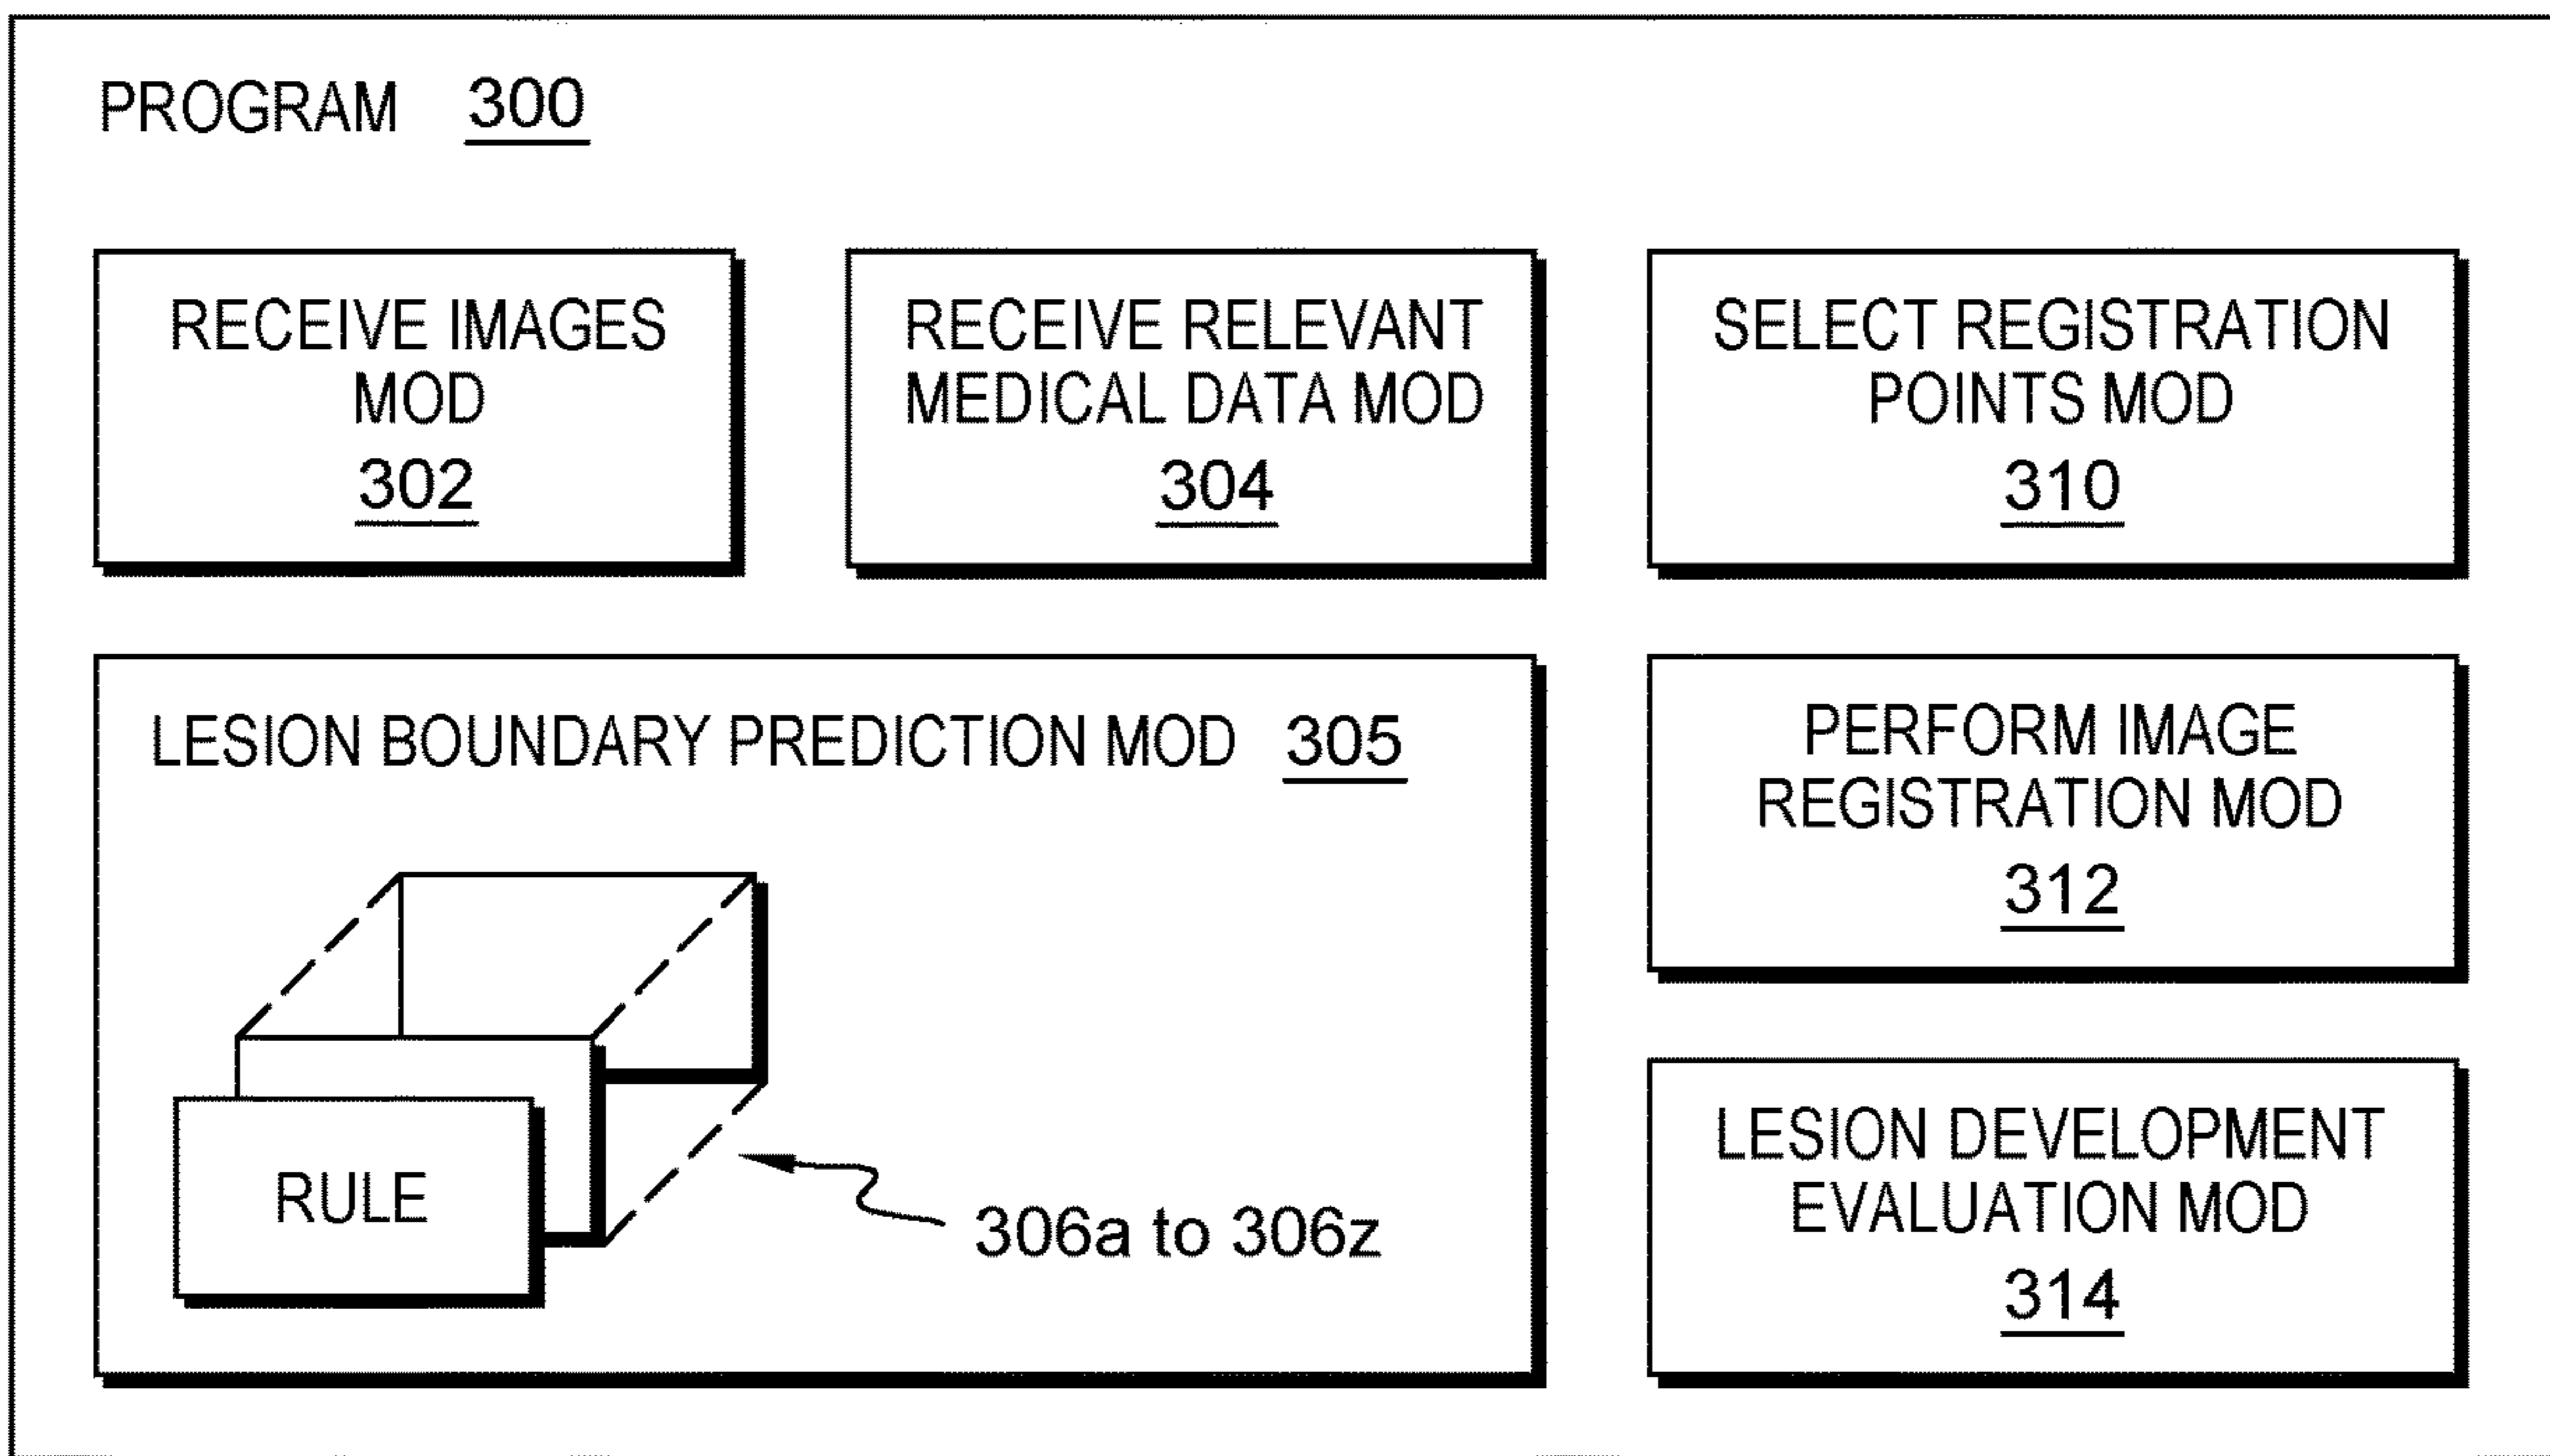 PROGRAM 300
RECEIVE IMAGES
MOD
302
RECEIVE RELEVANT
MEDICAL DATA MOD
304
SELECT REGISTRATION
POINTS MOD
310
LESION BOUNDARY PREDICTION MOD 305
RULE
306a to 306z
PERFORM IMAGE
REGISTRATION MOD
312
LESION DEVELOPMENT
EVALUATION MOD
314